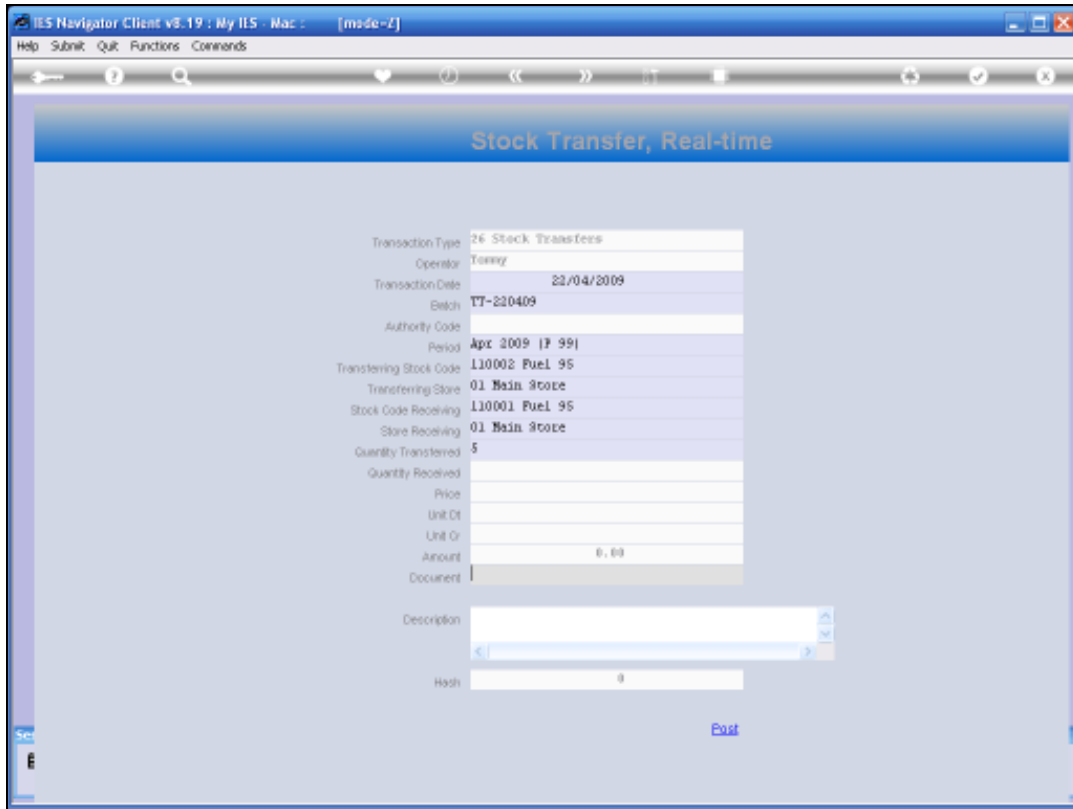 IES Navigator Client v8.19 : My IES - Mac : [mode=Z]
Help Submit Quit Functions Commands
Stock Transfer, Real-time
Transaction Type 26 Stock Transfers
Operator Tommy
Transaction Date 22/04/2009
Batch TT-220409
Authority Code
Period Apr 2009 (P 99)
Transferring Stock Code 110002 Fuel 95
Transferring Store 01 Main Store
Stock Code Receiving 110001 Fuel 95
Store Receiving 01 Main Store
Quantity Transferred 5
Quantity Received
Price
Unit Dt
Unit Cr
Amount 0.00
Document
Description
Hash 0
Post